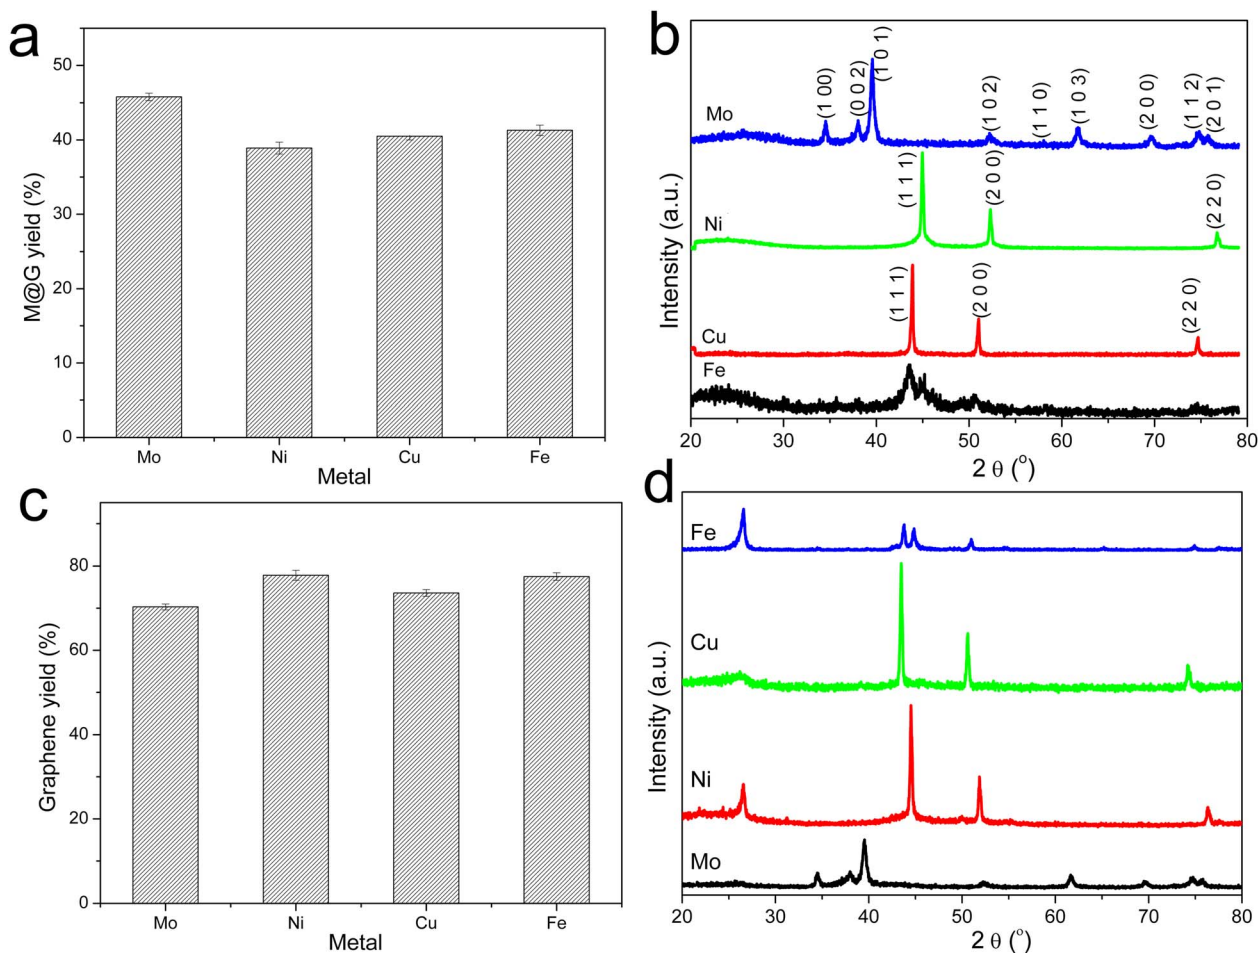 a
M@G yield (%)
50
40
30
20
10
0
Mo Ni Cu Fe
Metal
b
Intensity (a.u.)
Mo
(1 00)
(0 0 2)
(1 0 1)
(1 0 2)
(1 1 0)
(1 0 3)
(2 0 0)
(1 1 2)
(2 0 1)
Ni
(1 1 1)
(2 0 0)
(2 2 0)
Cu
(1 1 1)
(2 0 0)
(2 2 0)
Fe
20 30 40 50 60 70 80
2 θ (°)
c
Graphene yield (%)
80
60
40
20
0
Mo Ni Cu Fe
Metal
d
Intensity (a.u.)
Fe
Cu
Ni
Mo
20 30 40 50 60 70 80
2 θ (°)